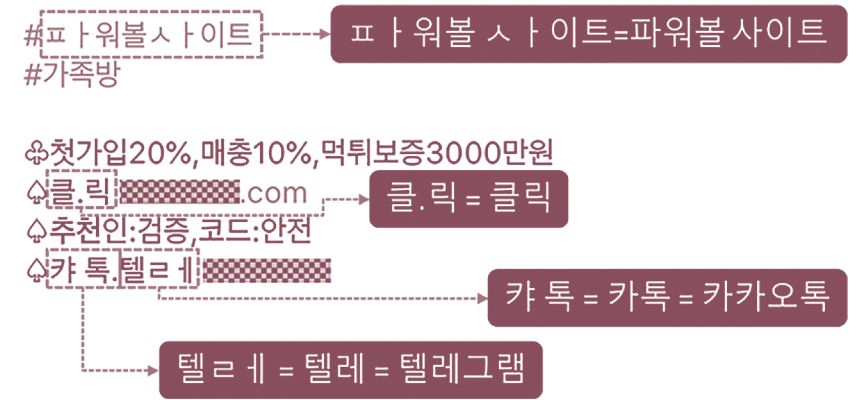 #ㅍㅏ워볼ㅅㅏ이트
ㅍㅏ워볼 ㅅㅏ이트=파워볼 사이트
#가족방
♧첫가입20%,매충10%,먹튀보증3000만원
♤클.릭 .com
클.릭 = 클릭
♤추천인:검증,코드:안전
♤캬 톡.텔ㄹㅔ
캬 톡 = 카톡 = 카카오톡
텔ㄹㅔ = 텔레 = 텔레그램